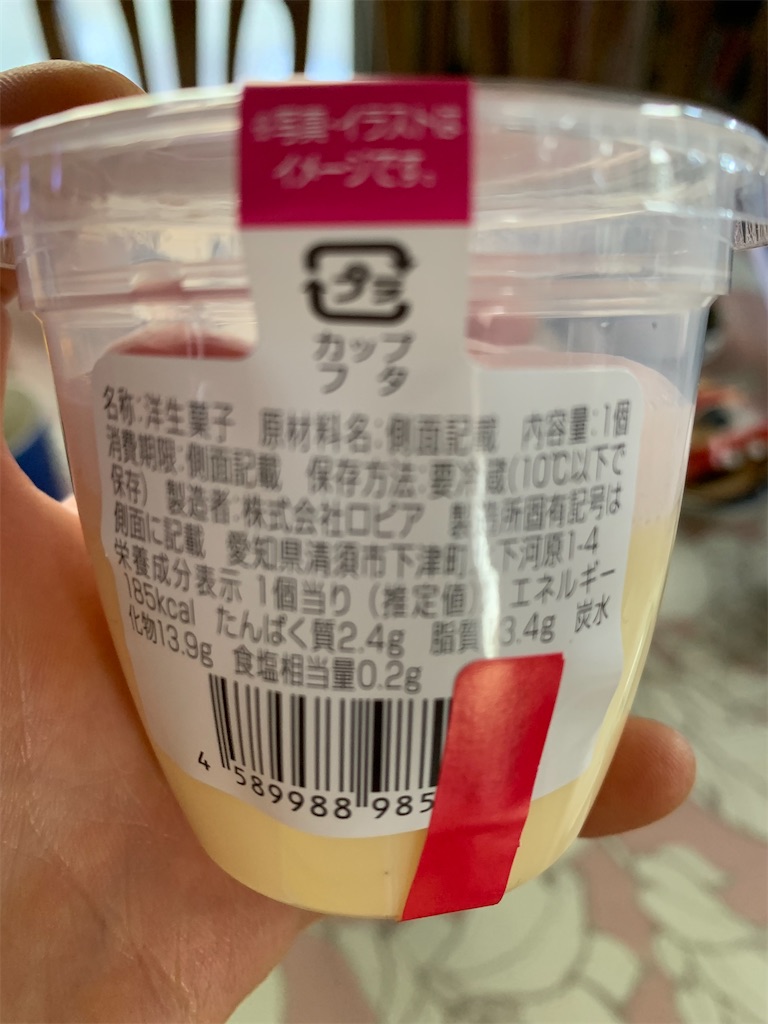 ※写真・イラストは
イメージです。
プラ
カップ
フタ
名称:洋生菓子 原材料名:側面記載 内容量:1個
消費期限:側面記載 保存方法:要冷蔵(10℃以下で
保存) 製造者:株式会社ロピア 製造所固有記号は
側面に記載 愛知県清須市下津町 下河原1-4
栄養成分表示 1個当り(推定値) エネルギー
185kcal たんぱく質2.4g 脂質 3.4g 炭水
化物13.9g 食塩相当量0.2g
4 589988 985